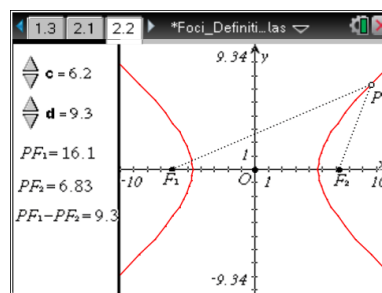 1.3 2.1 2.2 *Foci_Definiti...las
c = 6.2
d = 9.3
PF₁=16.1
PF₂=6.83
PF₁-PF₂=9.3
9.34 y
P
1
-10 F₁ O 1 F₂ 10
-9.34